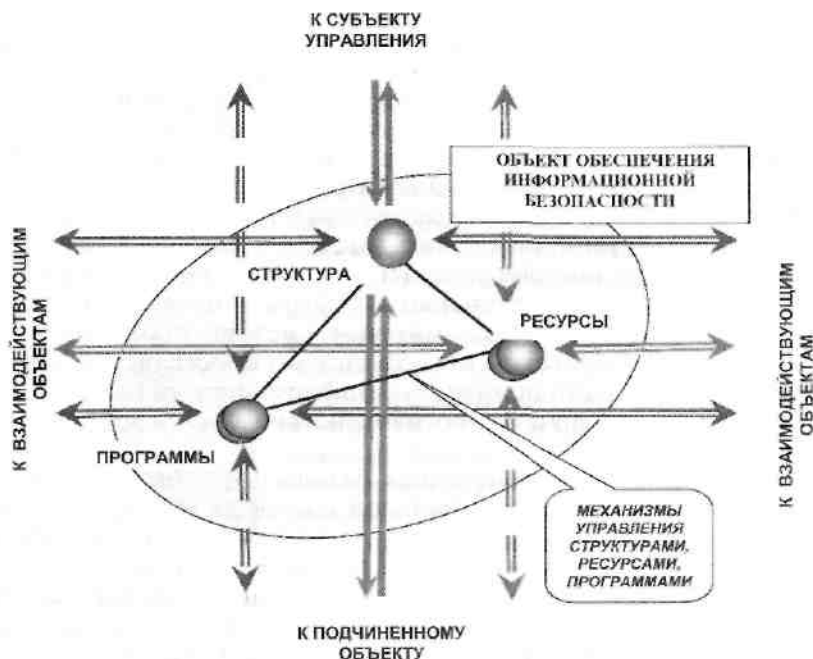 К СУБЪЕКТУ
УПРАВЛЕНИЯ
ОБЪЕКТ ОБЕСПЕЧЕНИЯ
ИНФОРМАЦИОННОЙ
БЕЗОПАСНОСТИ
К ВЗАИМОДЕЙСТВУЮЩИМ
ОБЪЕКТАМ
СТРУКТУРА
РЕСУРСЫ
ПРОГРАММЫ
К ВЗАИМОДЕЙСТВУЮЩИМ
ОБЪЕКТАМ
МЕХАНИЗМЫ
УПРАВЛЕНИЯ
СТРУКТУРАМИ,
РЕСУРСАМИ,
ПРОГРАММАМИ
К ПОДЧИНЕННОМУ
ОБЪЕКТУ